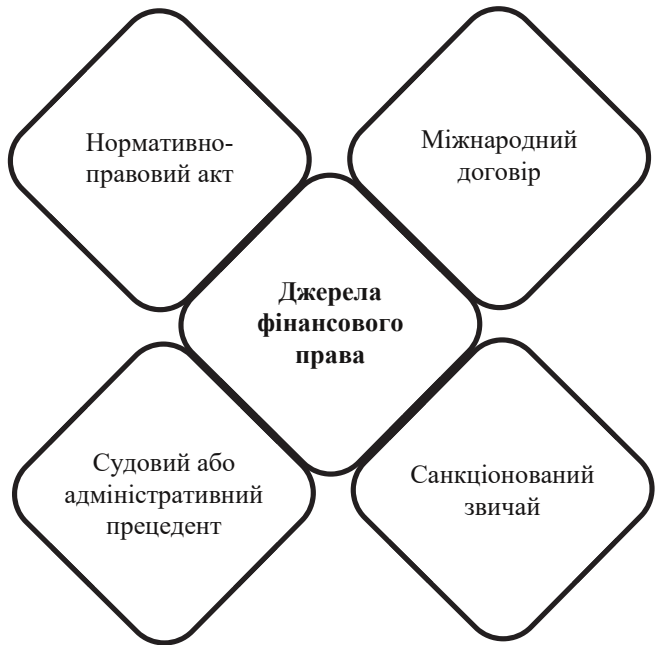 Нормативно-
правовий акт
Міжнародний
договір
Джерела
фінансового
права
Судовий або
адміністративний
прецедент
Санкціонований
звичай